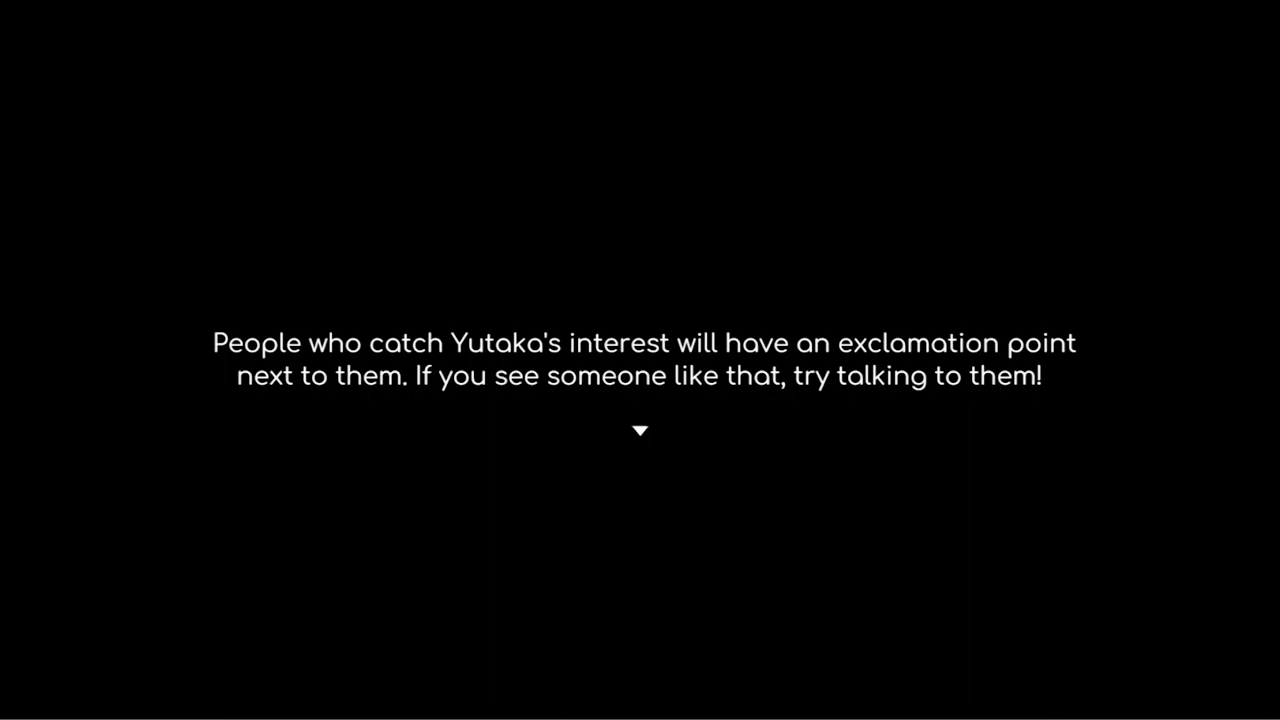 People who catch Yutaka's interest will have an exclamation point
next to them. If you see someone like that, try talking to them!